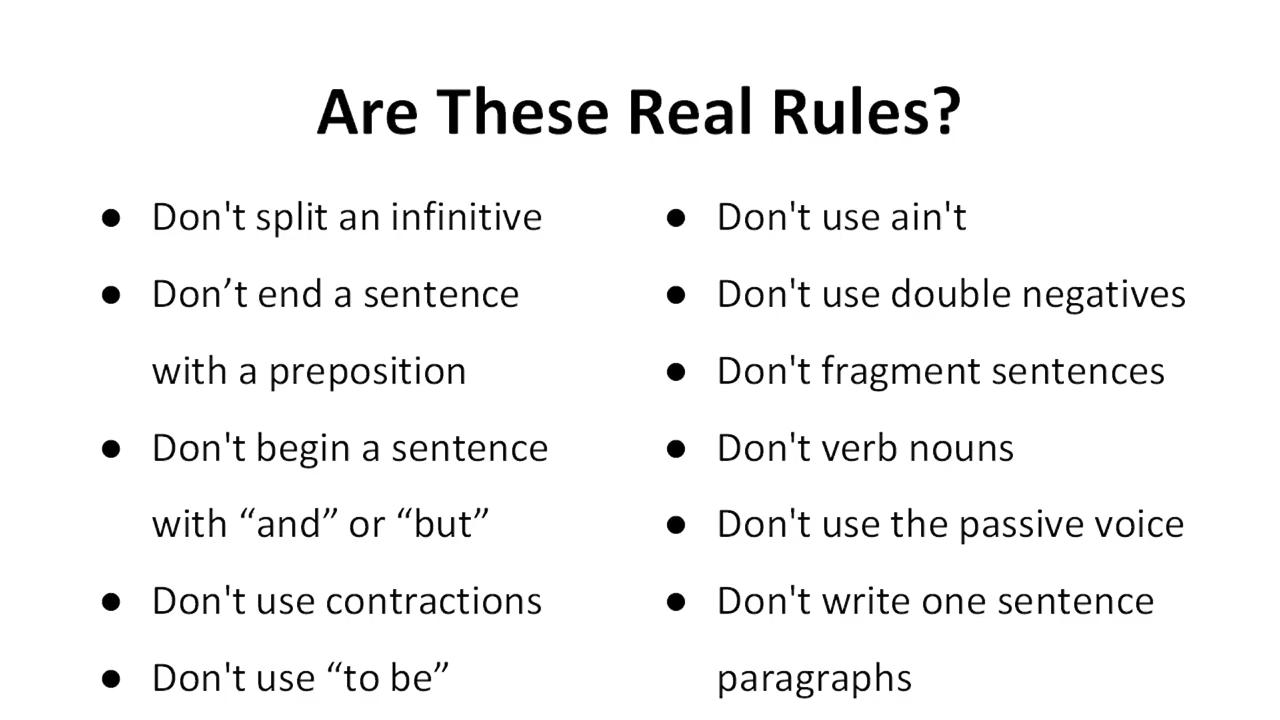 Are These Real Rules?
● Don't split an infinitive
● Don’t end a sentence
with a preposition
● Don't begin a sentence
with “and” or “but”
● Don't use contractions
● Don't use “to be”
● Don't use ain't
● Don't use double negatives
● Don't fragment sentences
● Don't verb nouns
● Don't use the passive voice
● Don't write one sentence
paragraphs